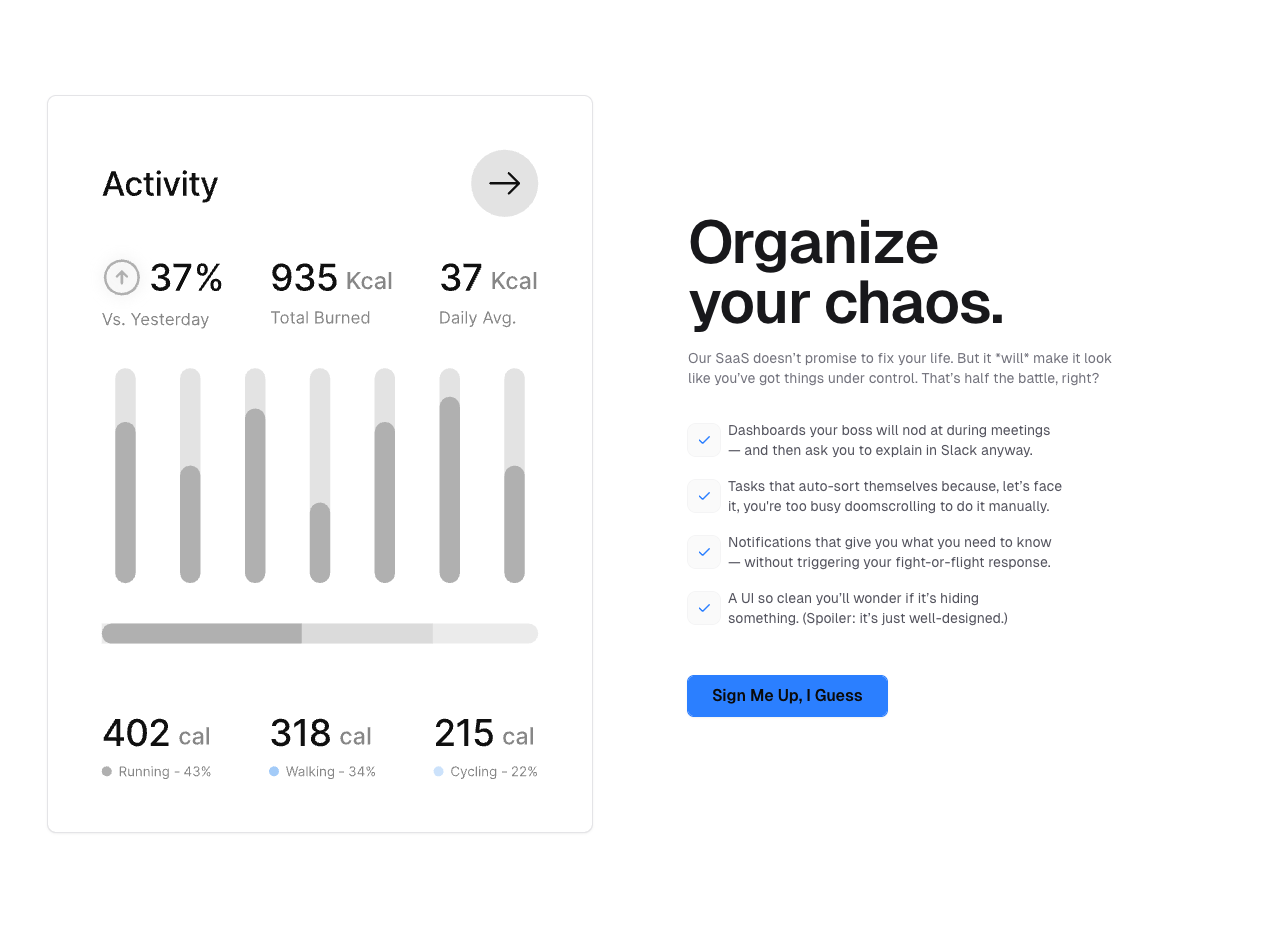 Activity
37%
Vs. Yesterday
935 Kcal
Total Burned
37 Kcal
Daily Avg.
402 cal
Running - 43%
318 cal
Walking - 34%
215 cal
Cycling - 22%
Organize
your chaos.
Our SaaS doesn’t promise to fix your life. But it *will* make it look
like you’ve got things under control. That’s half the battle, right?
Dashboards your boss will nod at during meetings
— and then ask you to explain in Slack anyway.
Tasks that auto-sort themselves because, let’s face
it, you're too busy doomscrolling to do it manually.
Notifications that give you what you need to know
— without triggering your fight-or-flight response.
A UI so clean you’ll wonder if it’s hiding
something. (Spoiler: it’s just well-designed.)
Sign Me Up, I Guess